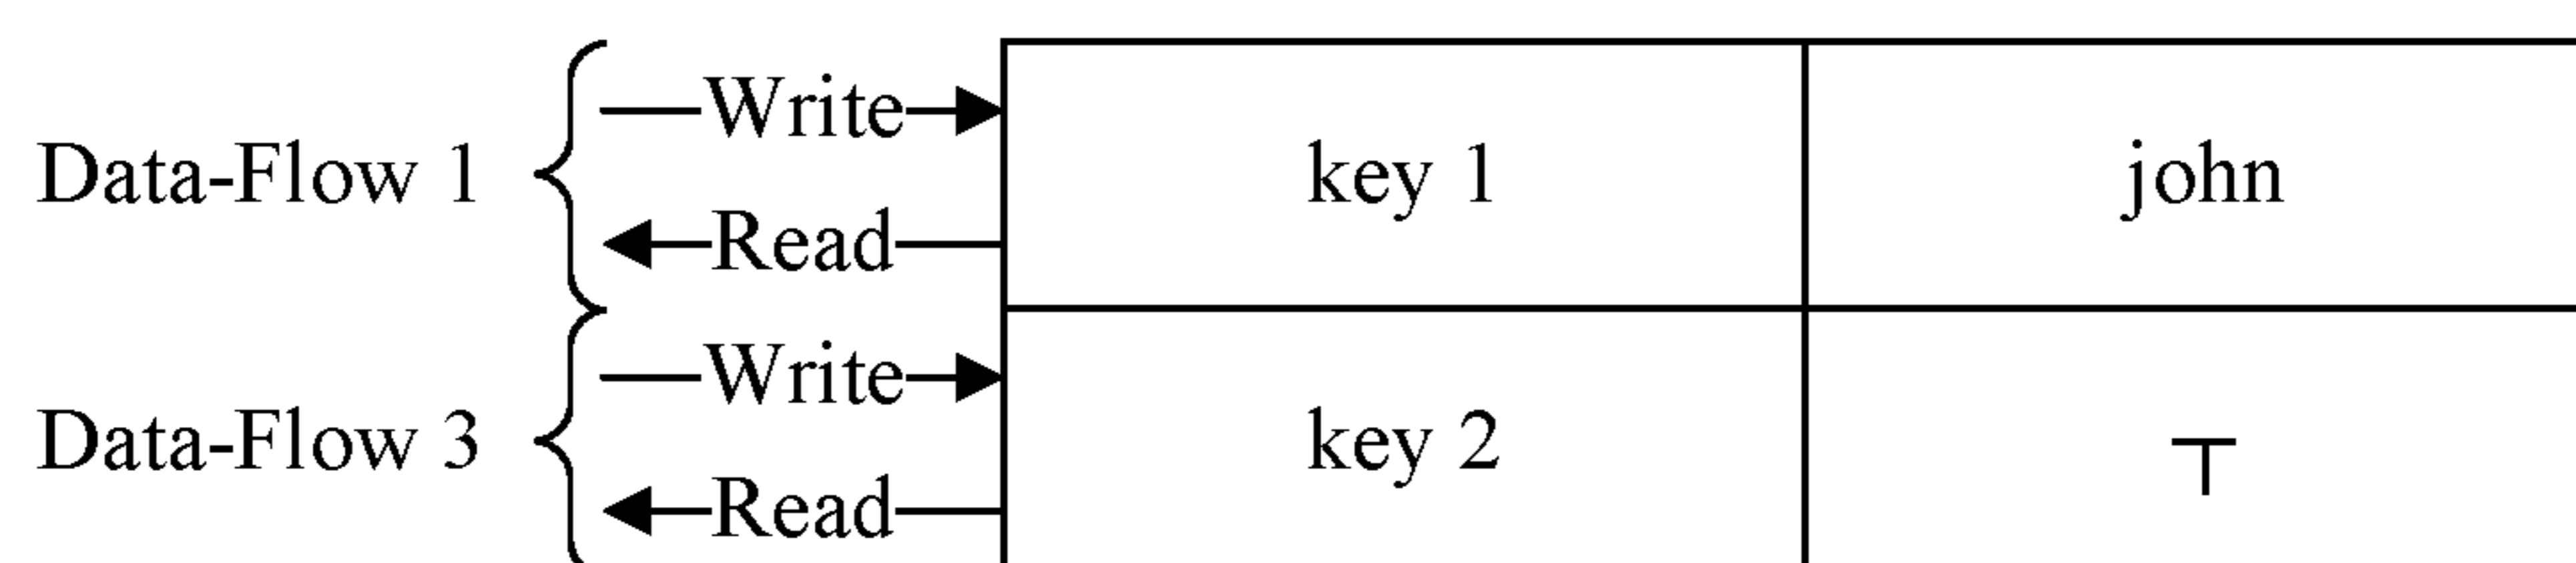 Write
Data-Flow 1 key 1 john
Read
Write
Data-Flow 3 key 2 ⊤
Read